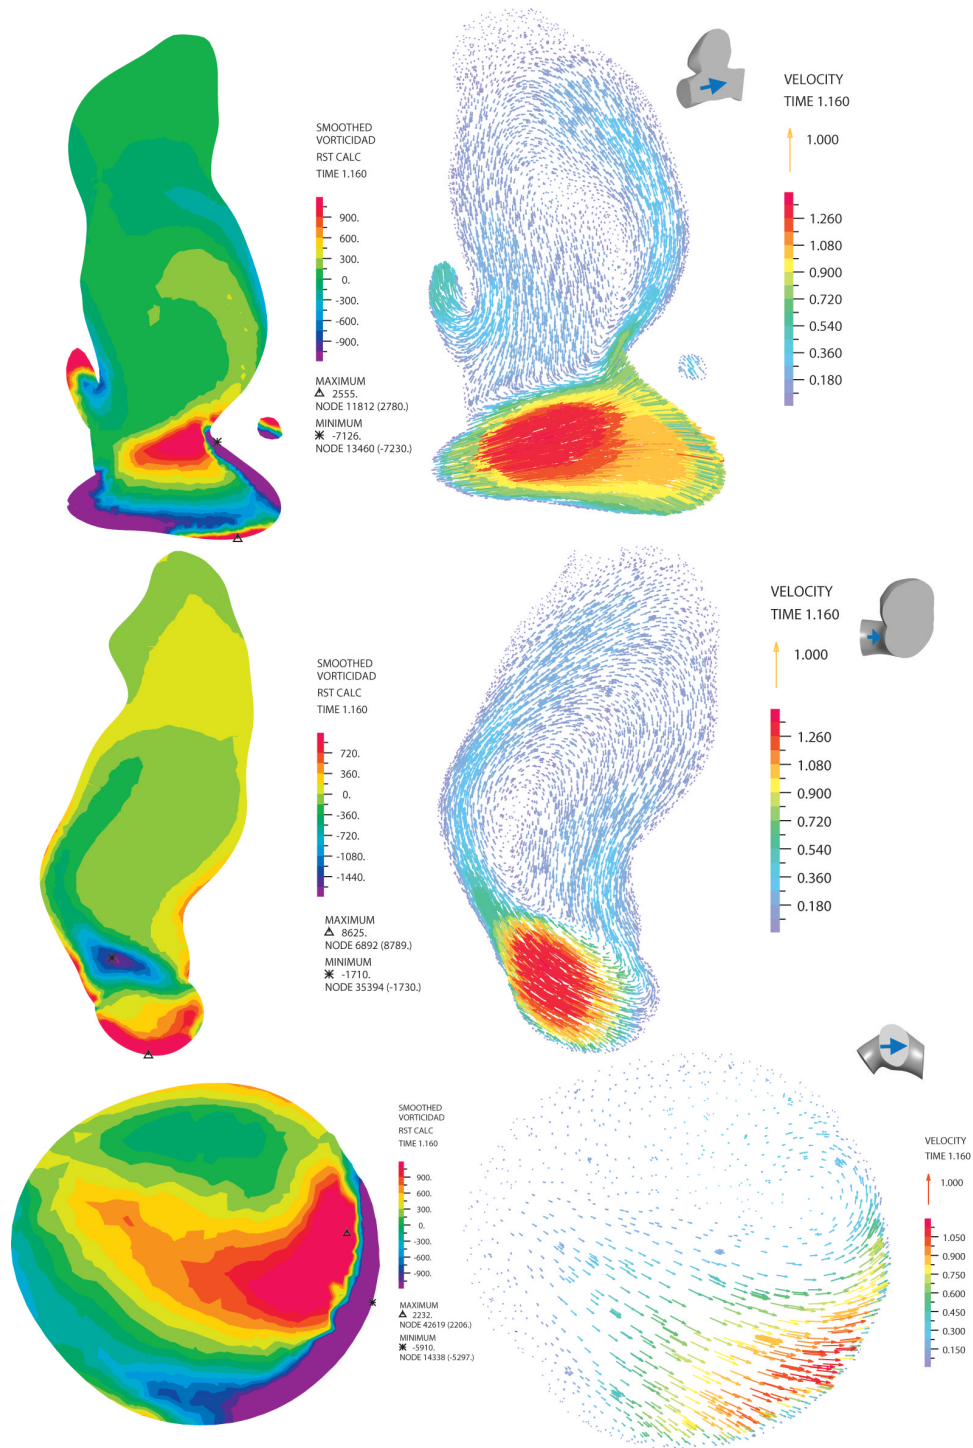 SMOOTHED
VORTICIDAD
RST CALC
TIME 1.160
900.
600.
300.
0.
-300.
-600.
-900.
MAXIMUM
2555.
NODE 11812 (2780.)
MINIMUM
-7126.
NODE 13460 (-7230.)
VELOCITY
TIME 1.160
1.000
1.260
1.080
0.900
0.720
0.540
0.360
0.180
SMOOTHED
VORTICIDAD
RST CALC
TIME 1.160
720.
360.
0.
-360.
-720.
-1080.
-1440.
MAXIMUM
8625.
NODE 6892 (8789.)
MINIMUM
-1710.
NODE 35394 (-1730.)
VELOCITY
TIME 1.160
1.000
1.260
1.080
0.900
0.720
0.540
0.360
0.180
SMOOTHED
VORTICIDAD
RST CALC
TIME 1.160
900.
600.
300.
0.
-300.
-600.
-900.
MAXIMUM
2232.
NODE 42619 (2206.)
MINIMUM
-5910.
NODE 14338 (-5297.)
VELOCITY
TIME 1.160
1.000
1.050
0.900
0.750
0.600
0.450
0.300
0.150